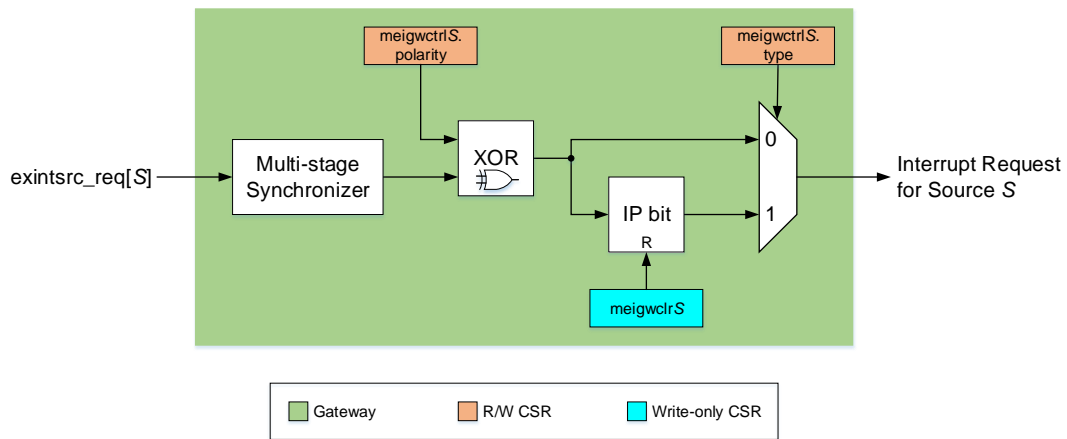 meigwctrlS.
polarity
meigwctrlS.
type
exintsrc_req[S]
Multi-stage
Synchronizer
XOR
0
Interrupt Request
for Source S
IP bit
R
1
meigwclrS
Gateway
R/W CSR
Write-only CSR